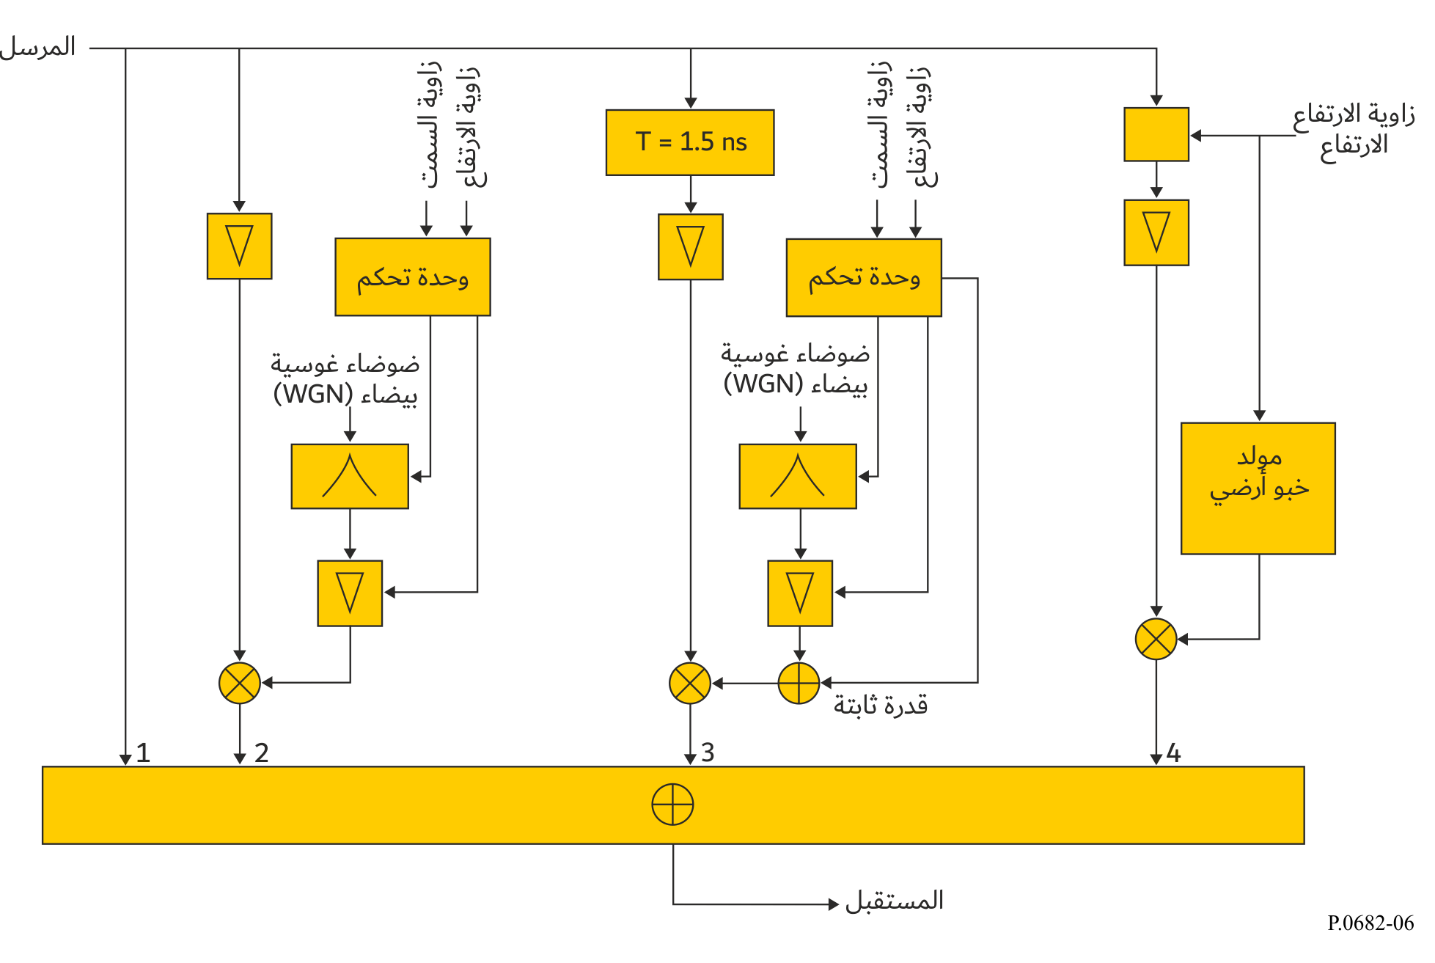 المرسل
زاوية السمت
زاوية الارتفاع
T = 1.5 ns
زاوية السمت
زاوية الارتفاع
زاوية الارتفاع
الارتفاع
وحدة تحكم
وحدة تحكم
ضوضاء غوسية
بيضاء (WGN)
ضوضاء غوسية
بيضاء (WGN)
مولد
خبو أرضي
قدرة ثابتة
1
2
3
4
المستقبل
P.0682-06